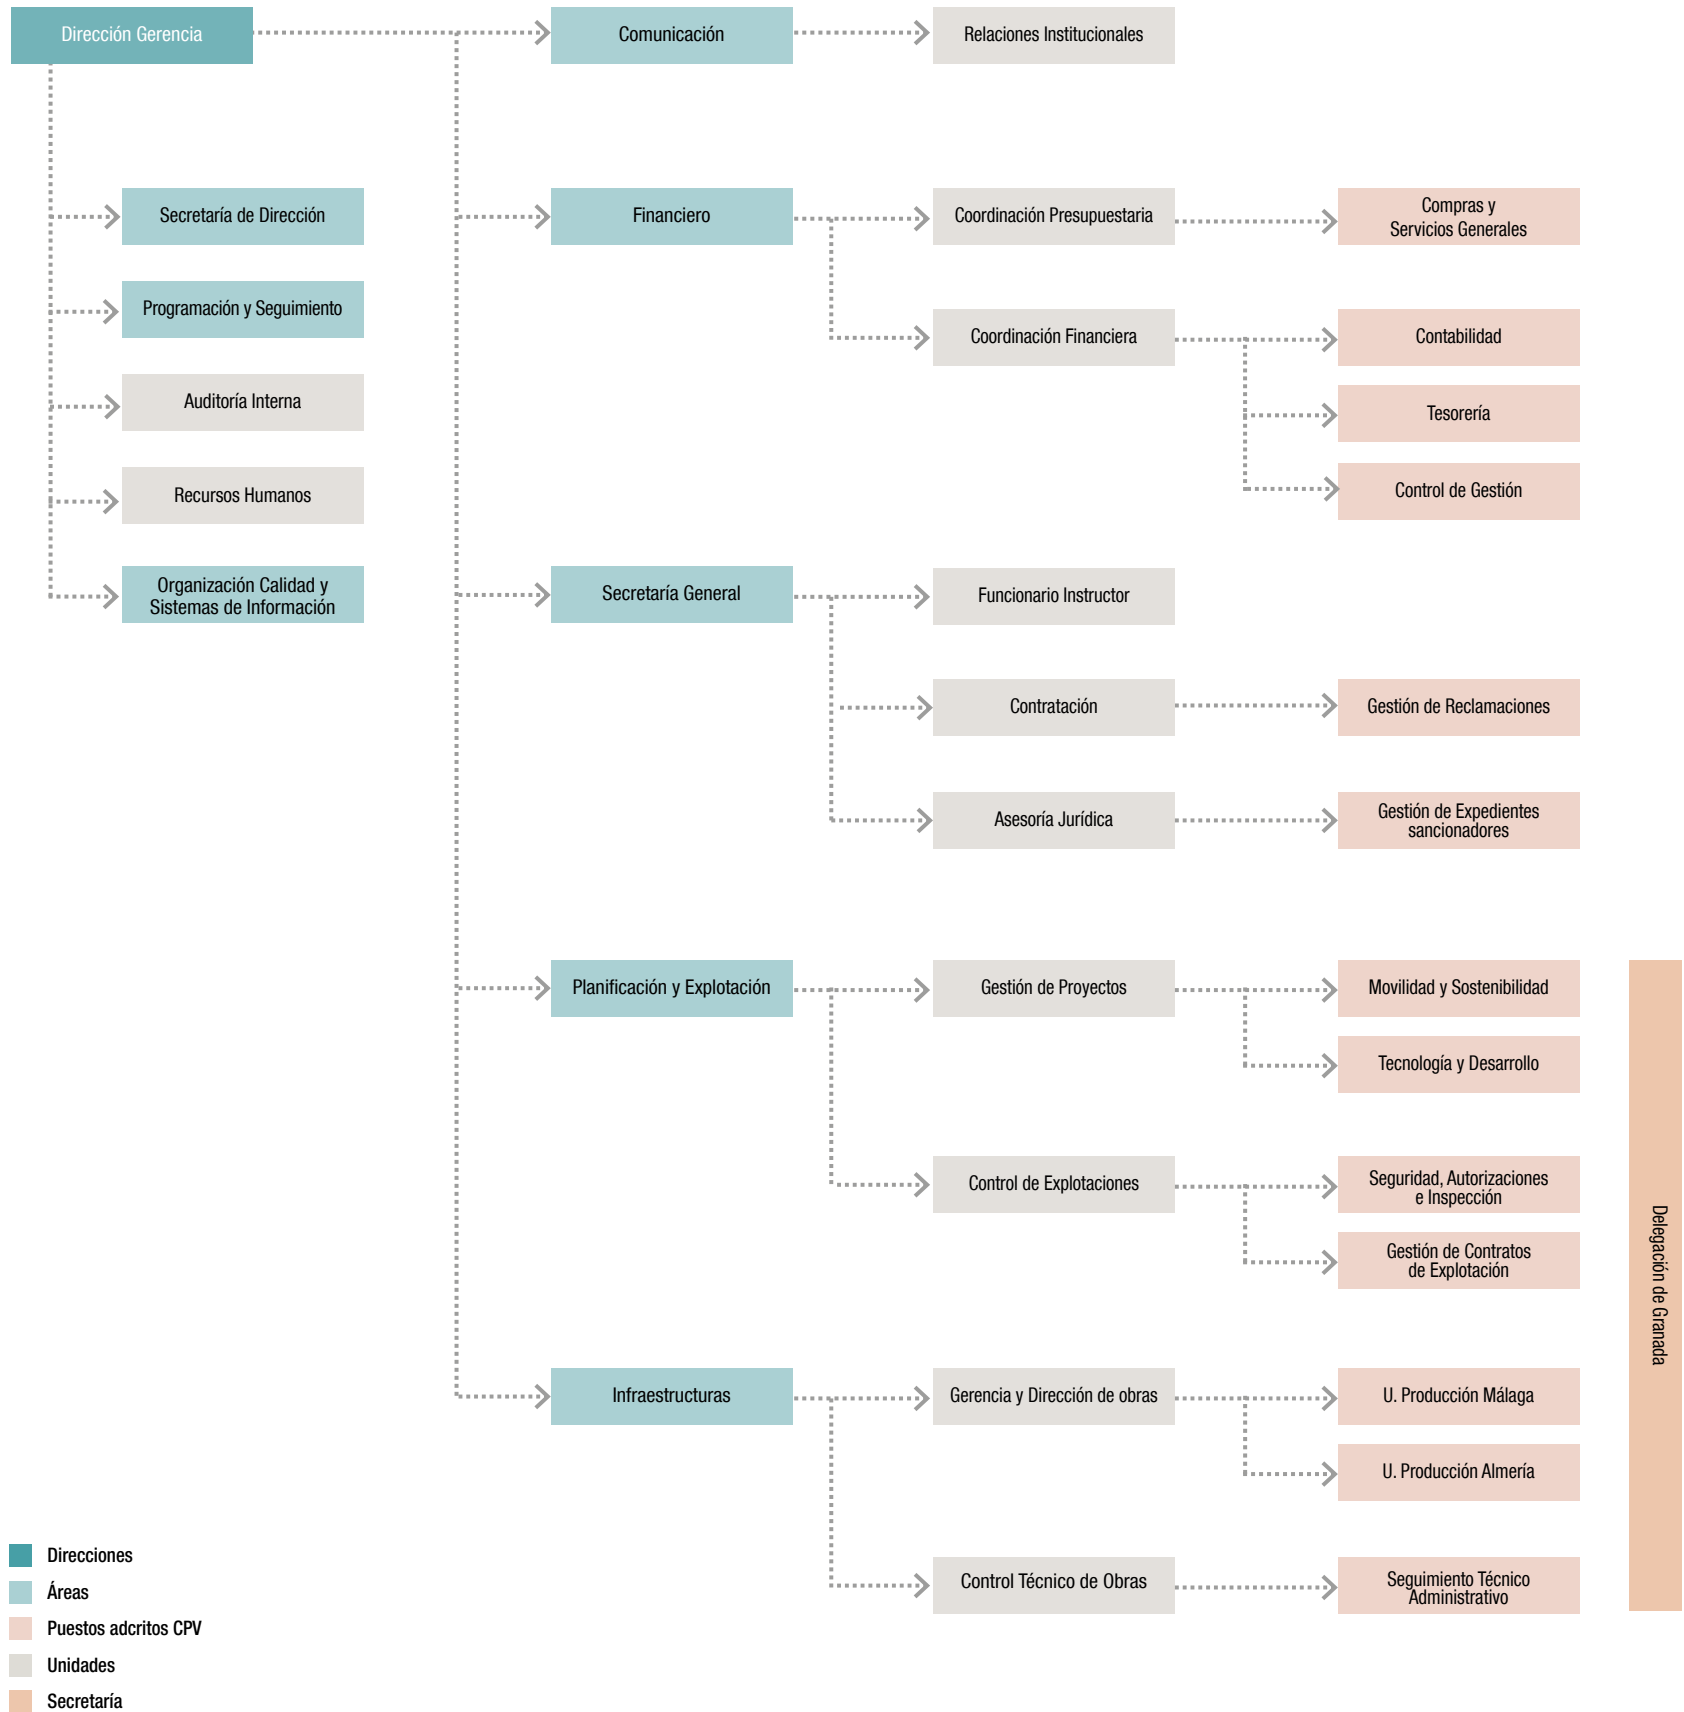 Dirección Gerencia
Comunicación
Relaciones Institucionales
Secretaría de Dirección
Programación y Seguimiento
Auditoría Interna
Recursos Humanos
Organización Calidad y
Sistemas de Información
Financiero
Coordinación Presupuestaria
Compras y
Servicios Generales
Coordinación Financiera
Contabilidad
Tesorería
Control de Gestión
Secretaría General
Funcionario Instructor
Contratación
Gestión de Reclamaciones
Asesoría Jurídica
Gestión de Expedientes
sancionadores
Planificación y Explotación
Gestión de Proyectos
Movilidad y Sostenibilidad
Tecnología y Desarrollo
Control de Explotaciones
Seguridad, Autorizaciones
e Inspección
Gestión de Contratos
de Explotación
Infraestructuras
Gerencia y Dirección de obras
U. Producción Málaga
U. Producción Almería
Control Técnico de Obras
Seguimiento Técnico
Administrativo
Delegación de Granada
Direcciones
Áreas
Puestos adcritos CPV
Unidades
Secretaría